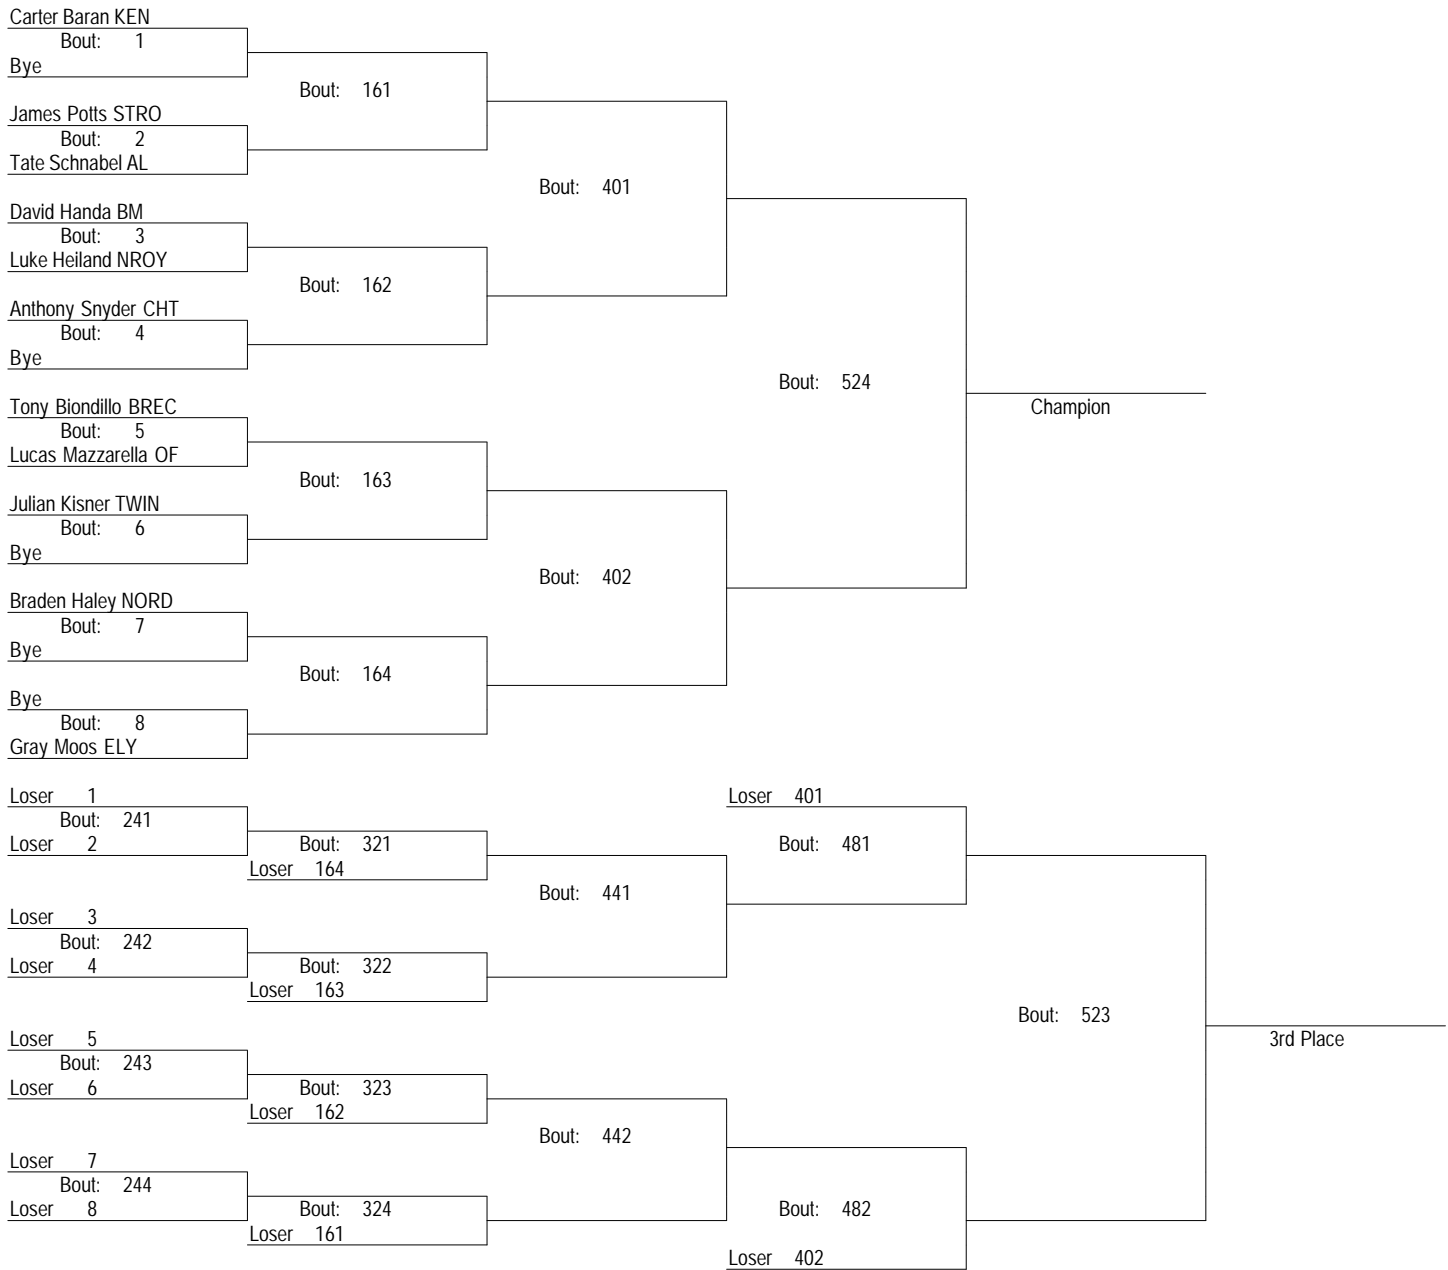 Carter Baran KEN
Bout: 1
Bye
Bout: 161
James Potts STRO
Bout: 2
Tate Schnabel AL
Bout: 401
David Handa BM
Bout: 3
Luke Heiland NROY
Bout: 162
Anthony Snyder CHT
Bout: 4
Bye
Bout: 524
Champion
Tony Biondillo BREC
Bout: 5
Lucas Mazzarella OF
Bout: 163
Julian Kisner TWIN
Bout: 6
Bye
Bout: 402
Braden Haley NORD
Bout: 7
Bye
Bout: 164
Bye
Bout: 8
Gray Moos ELY
Loser 1
Bout: 241
Loser 2
Bout: 321
Loser 164
Loser 401
Bout: 481
Bout: 441
Loser 3
Bout: 242
Loser 4
Bout: 322
Loser 163
Bout: 523
3rd Place
Loser 5
Bout: 243
Loser 6
Bout: 323
Loser 162
Bout: 442
Loser 7
Bout: 244
Loser 8
Bout: 324
Loser 161
Bout: 482
Loser 402